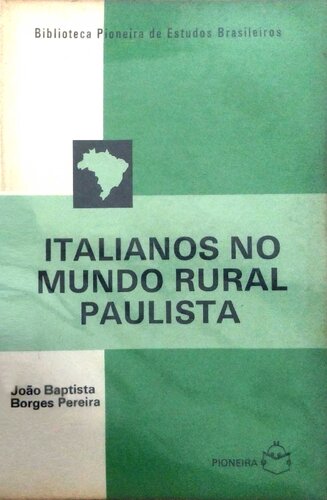 Biblioteca Pioneira de Estudos Brasileiros
ITALIANOS NO
MUNDO RURAL
PAULISTA
João Baptista
Borges Pereira
PIONEIRA